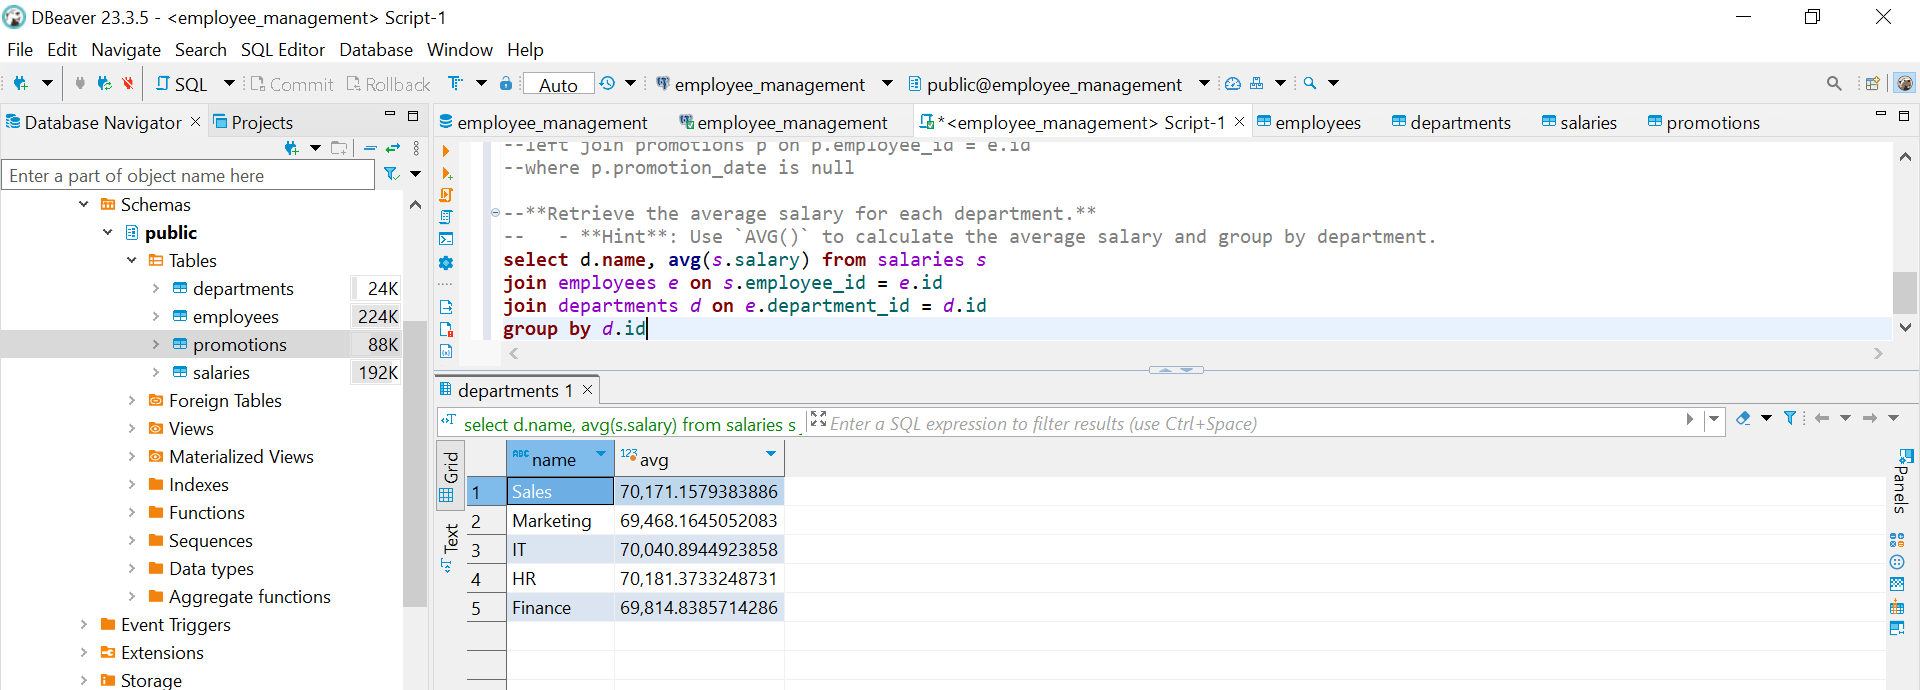 DBeaver 23.3.5 - <employee_management> Script-1
File Edit Navigate Search SQL Editor Database Window Help
SQL Commit Rollback Auto employee_management public@employee_management
Database Navigator Projects
employee_management employee_management *<employee_management> Script-1 employees departments salaries promotions
Enter a part of object name here
Schemas
public
Tables
departments 24K
employees 224K
promotions 88K
salaries 192K
Foreign Tables
Views
Materialized Views
Indexes
Functions
Sequences
Data types
Aggregate functions
Event Triggers
Extensions
Storage
--left join promotions p on p.employee_id = e.id
--where p.promotion_date is null
--**Retrieve the average salary for each department.**
--   - **Hint**: Use `AVG()` to calculate the average salary and group by department.
select d.name, avg(s.salary) from salaries s
join employees e on s.employee_id = e.id
join departments d on e.department_id = d.id
group by d.id
departments 1
select d.name, avg(s.salary) from salaries s Enter a SQL expression to filter results (use Ctrl+Space)
Grid
Text
ABC name 123 avg
1 Sales 70,171.1579383886
2 Marketing 69,468.1645052083
3 IT 70,040.8944923858
4 HR 70,181.3733248731
5 Finance 69,814.8385714286
Panels